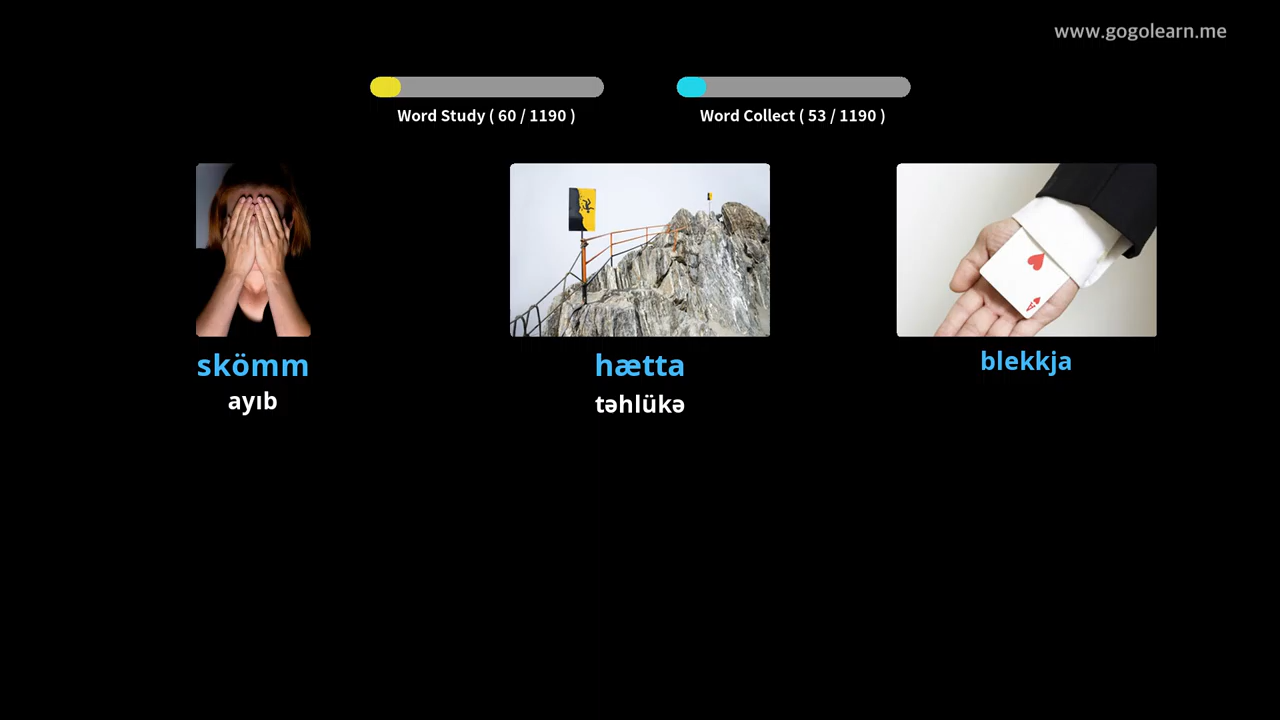 www.gogolearn.me
Word Study ( 60 / 1190 )
Word Collect ( 53 / 1190 )
skömm
ayıb
hætta
təhlükə
blekkja
A